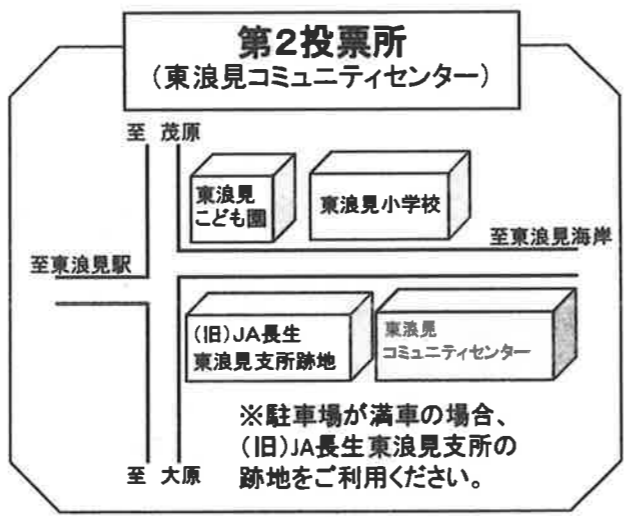 第2投票所
(東浪見コミュニティセンター)
至 茂原
東浪見
こども園
東浪見小学校
至東浪見海岸
至東浪見駅
(旧)JA長生
東浪見支所跡地
東浪見
コミュニティセンター
※駐車場が満車の場合、
(旧)JA長生東浪見支所の
跡地をご利用ください。
至 大原